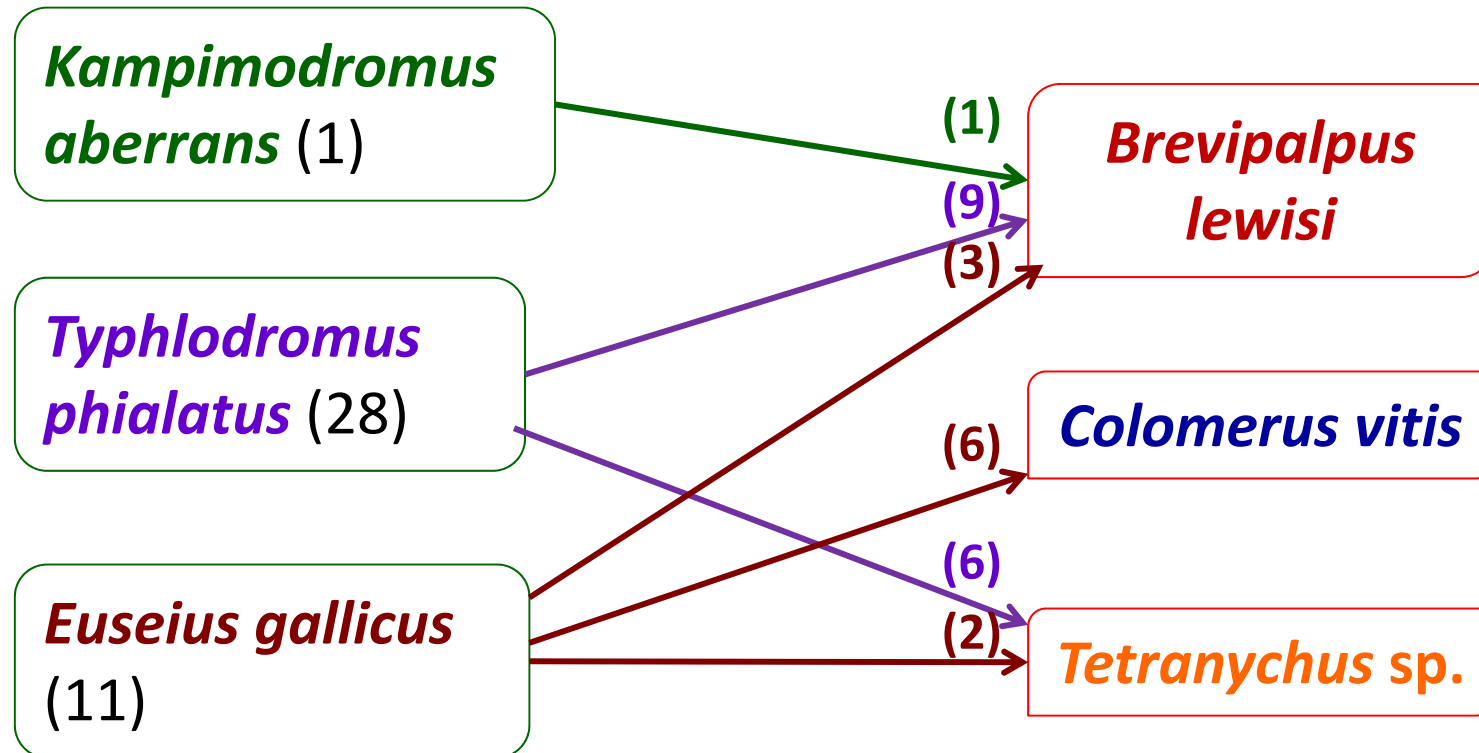 Kampimodromus
aberrans (1)
Typhlodromus
phialatus (28)
Euseius gallicus
(11)
(1)
(9)
(3)
(6)
(6)
(2)
Brevipalpus
lewisi
Colomerus vitis
Tetranychus sp.